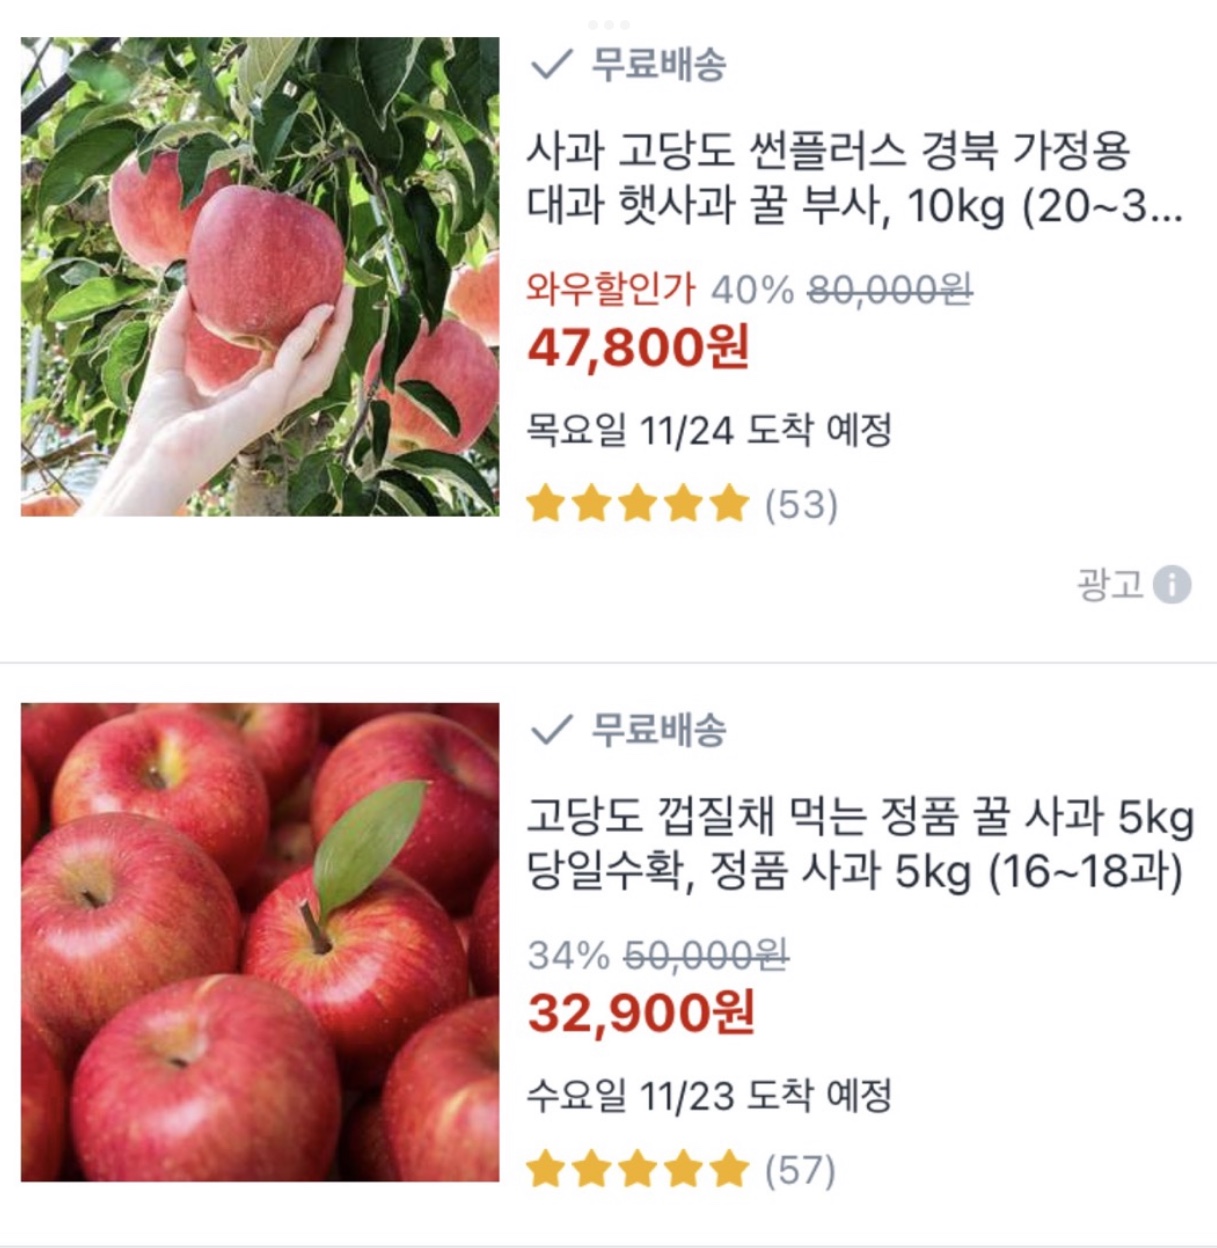 무료배송
사과 고당도 썬플러스 경북 가정용
대과 햇사과 꿀 부사, 10kg (20~3...
와우할인가 40% 80,000원
47,800원
목요일 11/24 도착 예정
(53)
광고
무료배송
고당도 껍질채 먹는 정품 꿀 사과 5kg
당일수확, 정품 사과 5kg (16~18과)
34% 50,000원
32,900원
수요일 11/23 도착 예정
(57)